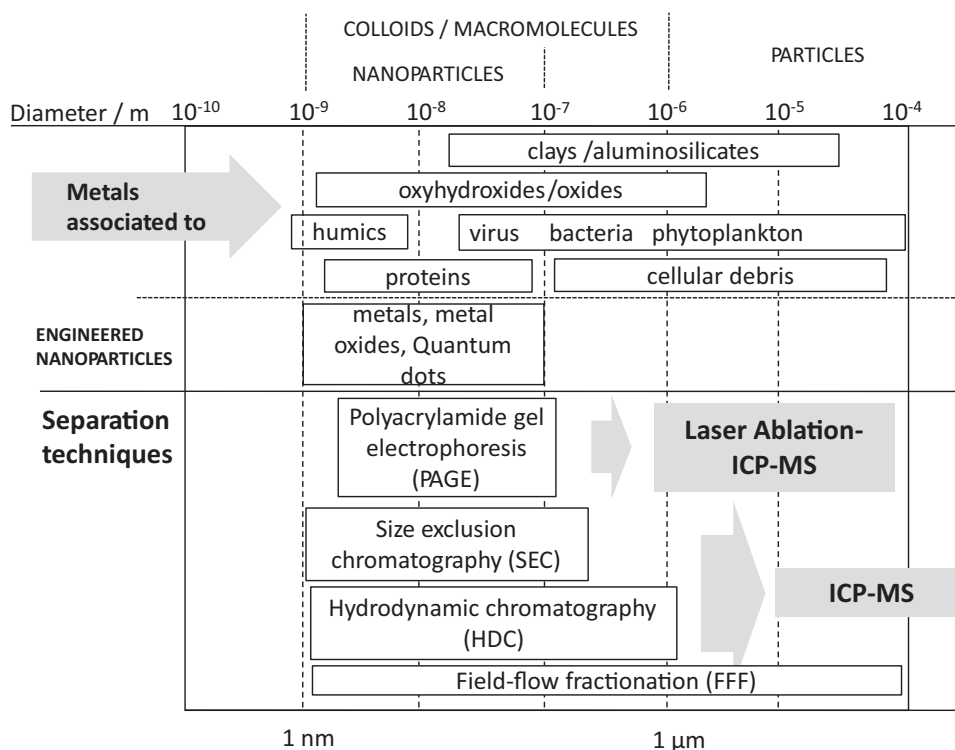 COLLOIDS / MACROMOLECULES
NANOPARTICLES
PARTICLES
Diameter / m 10⁻¹⁰ 10⁻⁹ 10⁻⁸ 10⁻⁷ 10⁻⁶ 10⁻⁵ 10⁻⁴
clays /aluminosilicates
Metals
associated to
oxyhydroxides/oxides
humics
virus bacteria phytoplankton
proteins
cellular debris
ENGINEERED
NANOPARTICLES
metals, metal
oxides, Quantum
dots
Separation
techniques
Polyacrylamide gel
electrophoresis
(PAGE)
Laser Ablation-
ICP-MS
Size exclusion
chromatography (SEC)
Hydrodynamic chromatography
(HDC)
ICP-MS
Field-flow fractionation (FFF)
1 nm 1 µm